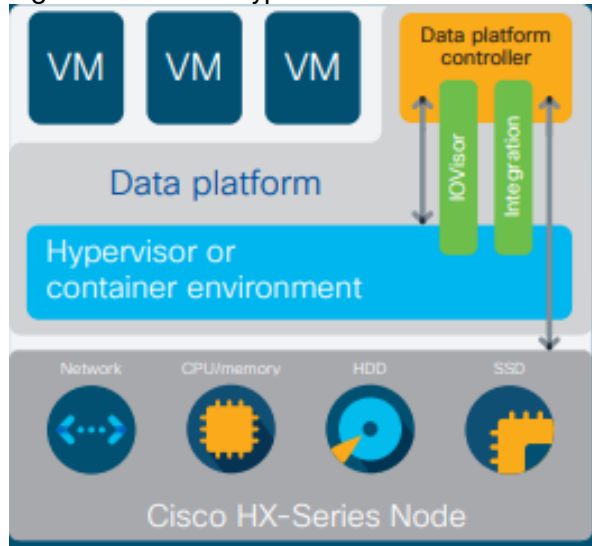 VM
VM
VM
Data platform
controller
IOVisor
Integration
Data platform
Hypervisor or
container environment
Network
CPU/memory
HDD
SSD
Cisco HX-Series Node